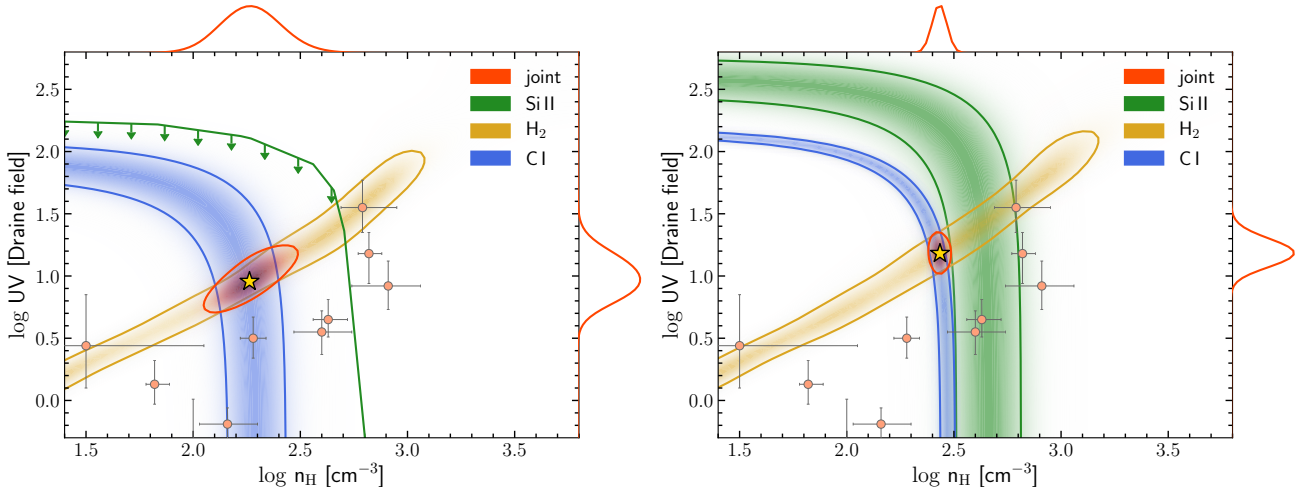 joint
Si II
H₂
C I
2.5
2.0
1.5
1.0
0.5
0.0
log UV [Draine field]
1.5 2.0 2.5 3.0 3.5
log n_H [cm⁻³]
joint
Si II
H₂
C I
2.5
2.0
1.5
1.0
0.5
0.0
log UV [Draine field]
1.5 2.0 2.5 3.0 3.5
log n_H [cm⁻³]